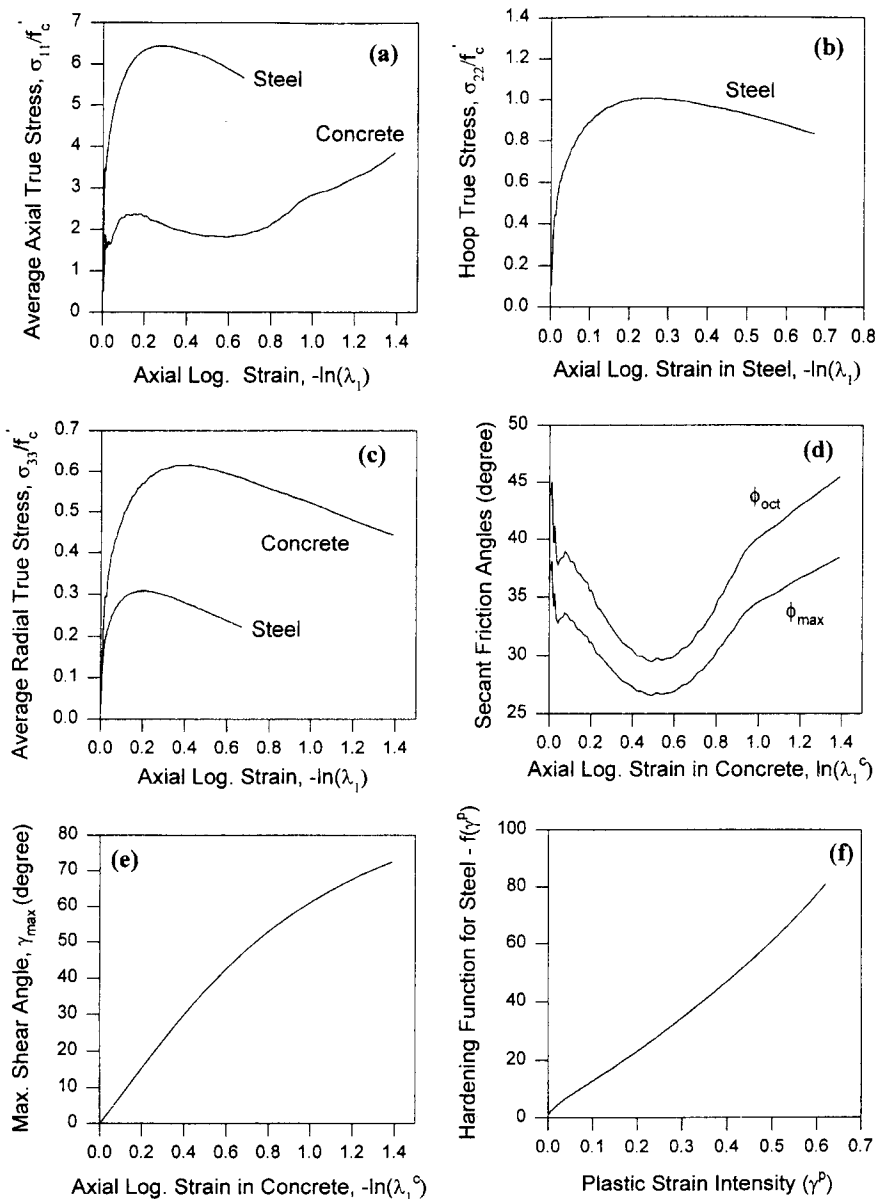 (a)
Average Axial True Stress, σ11/f'c
7
6
5
4
3
2
1
0
Steel
Concrete
0.0 0.2 0.4 0.6 0.8 1.0 1.2 1.4
Axial Log. Strain, -ln(λ1)
(b)
Hoop True Stress, σ22/f'c
1.4
1.2
1.0
0.8
0.6
0.4
0.2
0.0
Steel
0.0 0.1 0.2 0.3 0.4 0.5 0.6 0.7 0.8
Axial Log. Strain in Steel, -ln(λ1)
(c)
Average Radial True Stress, σ33/f'c
0.7
0.6
0.5
0.4
0.3
0.2
0.1
0.0
Concrete
Steel
0.0 0.2 0.4 0.6 0.8 1.0 1.2 1.4
Axial Log. Strain, -ln(λ1)
(d)
Secant Friction Angles (degree)
50
45
40
35
30
25
ϕoct
ϕmax
0.0 0.2 0.4 0.6 0.8 1.0 1.2 1.4
Axial Log. Strain in Concrete, ln(λ1c)
(e)
Max. Shear Angle, γmax (degree)
80
70
60
50
40
30
20
10
0
0.0 0.2 0.4 0.6 0.8 1.0 1.2 1.4
Axial Log. Strain in Concrete, -ln(λ1c)
(f)
Hardening Function for Steel - f(γp)
100
80
60
40
20
0
0.0 0.1 0.2 0.3 0.4 0.5 0.6 0.7
Plastic Strain Intensity (γp)